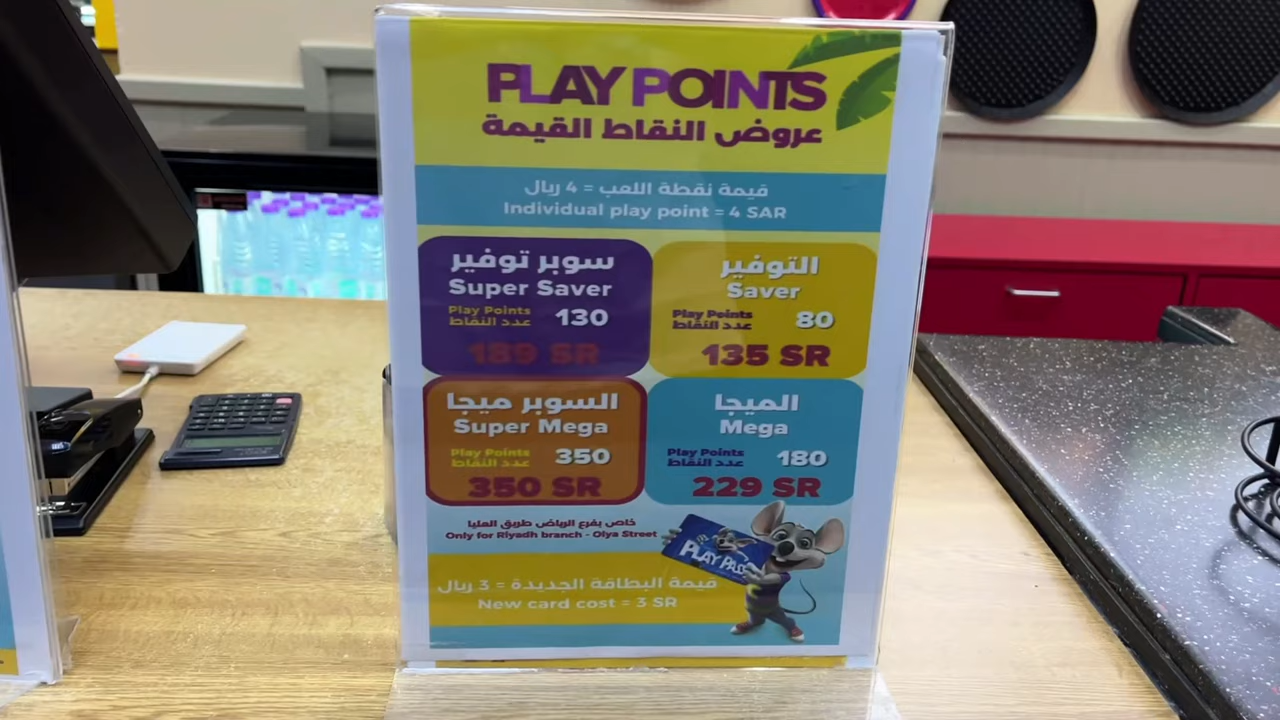 PLAY POINTS
عروض النقاط القيمة
قيمة نقطة اللعب = 4 ريال
Individual play point = 4 SAR
سوبر توفير
Super Saver
Play Points
عدد النقاط
130
189 SR
التوفير
Saver
Play Points
عدد النقاط
80
135 SR
السوبر ميجا
Super Mega
Play Points
عدد النقاط
350
350 SR
الميجا
Mega
Play Points
عدد النقاط
180
229 SR
خاص بفرع الرياض طريق العليا
Only for Riyadh branch - Olya Street
PLAY PASS
قيمة البطاقة الجديدة = 3 ريال
New card cost = 3 SR